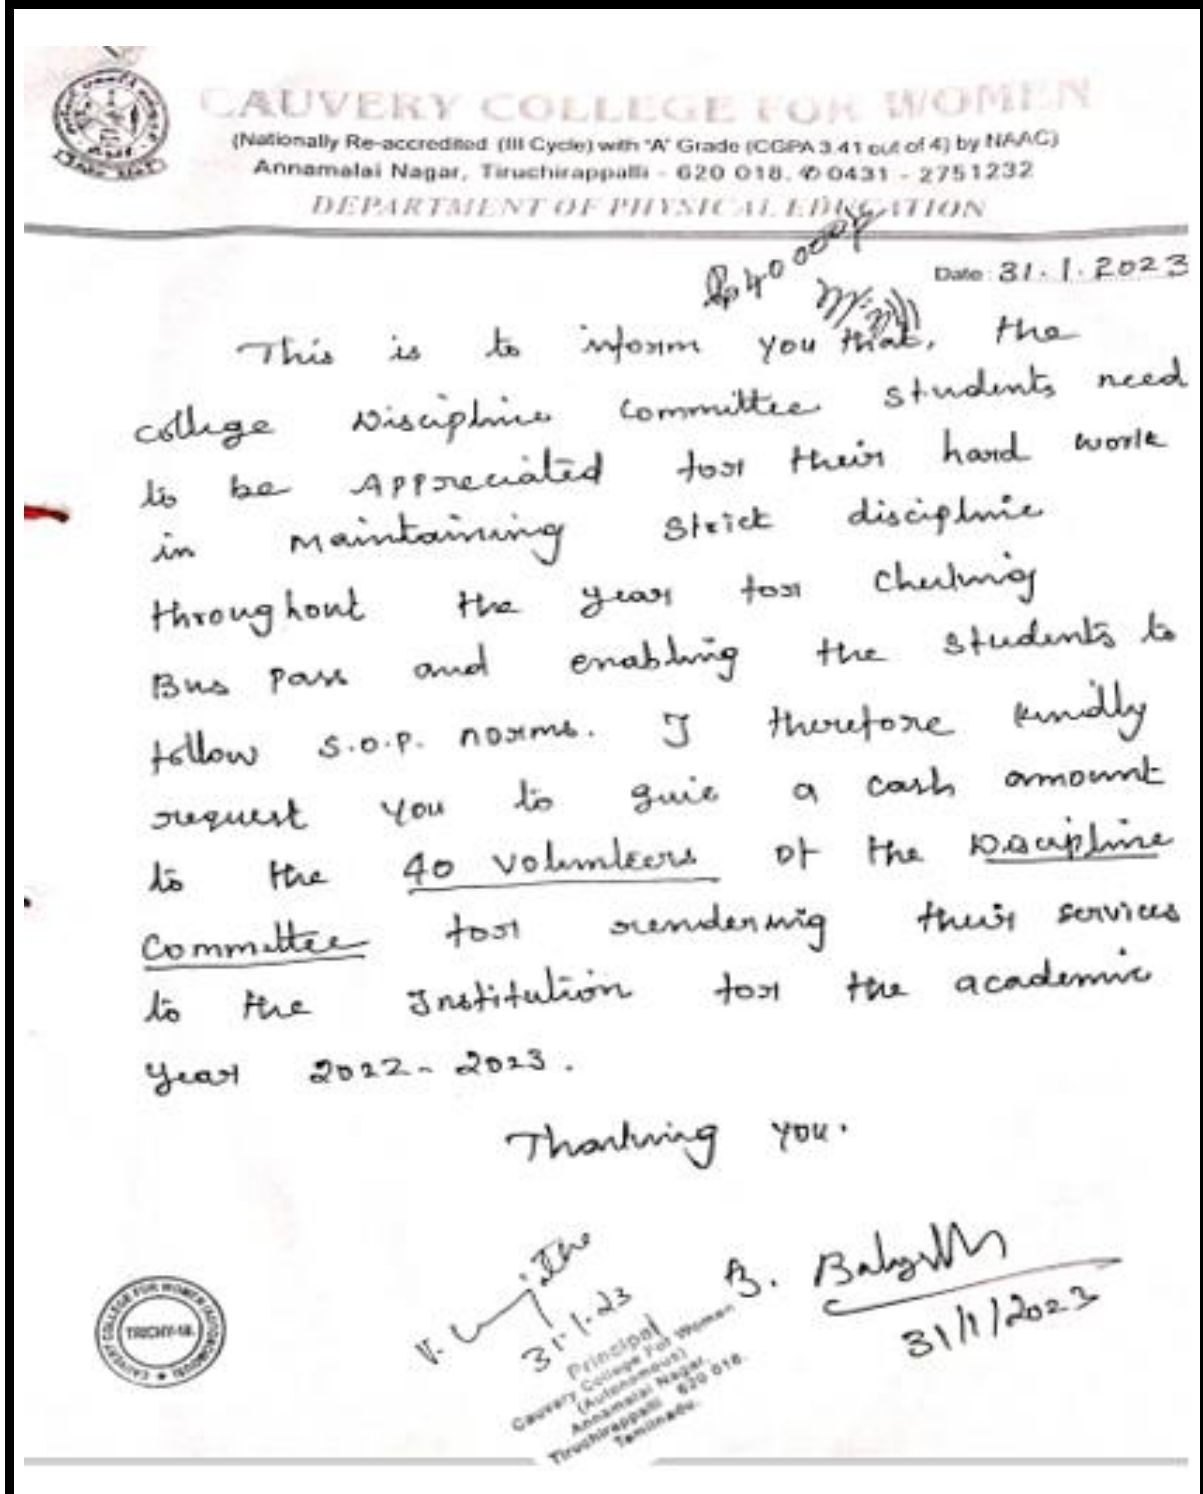 CAUVERY COLLEGE FOR WOMEN
(Nationally Re-accredited (III Cycle) with 'A' Grade (CGPA 3.41 out of 4) by NAAC)
Annamalai Nagar, Tiruchirappalli - 620 018. ✆ 0431 - 2751232
DEPARTMENT OF PHYSICAL EDUCATION
Date: 31.1.2023
This is to inform you that, the
college Discipline Committee students need
to be Appreciated for their hard work
in Maintaining Strict discipline
throughout the year for Checking
Bus Pass and enabling the students to
follow S.O.P. norms. I therefore kindly
request you to give a cash amount
to the 40 Volunteers of the Discipline
Committee for rendering their services
to the Institution for the academic
year 2022-2023.
Thanking you.
31.1.23
B.
31/1/2023
Principal
Cauvery College For Women
(Autonomous)
Annamalai Nagar,
Tiruchirappalli 620 018.
Tamilnadu.
CAUVERY COLLEGE FOR WOMEN (AUTONOMOUS)
TRICHY-18.